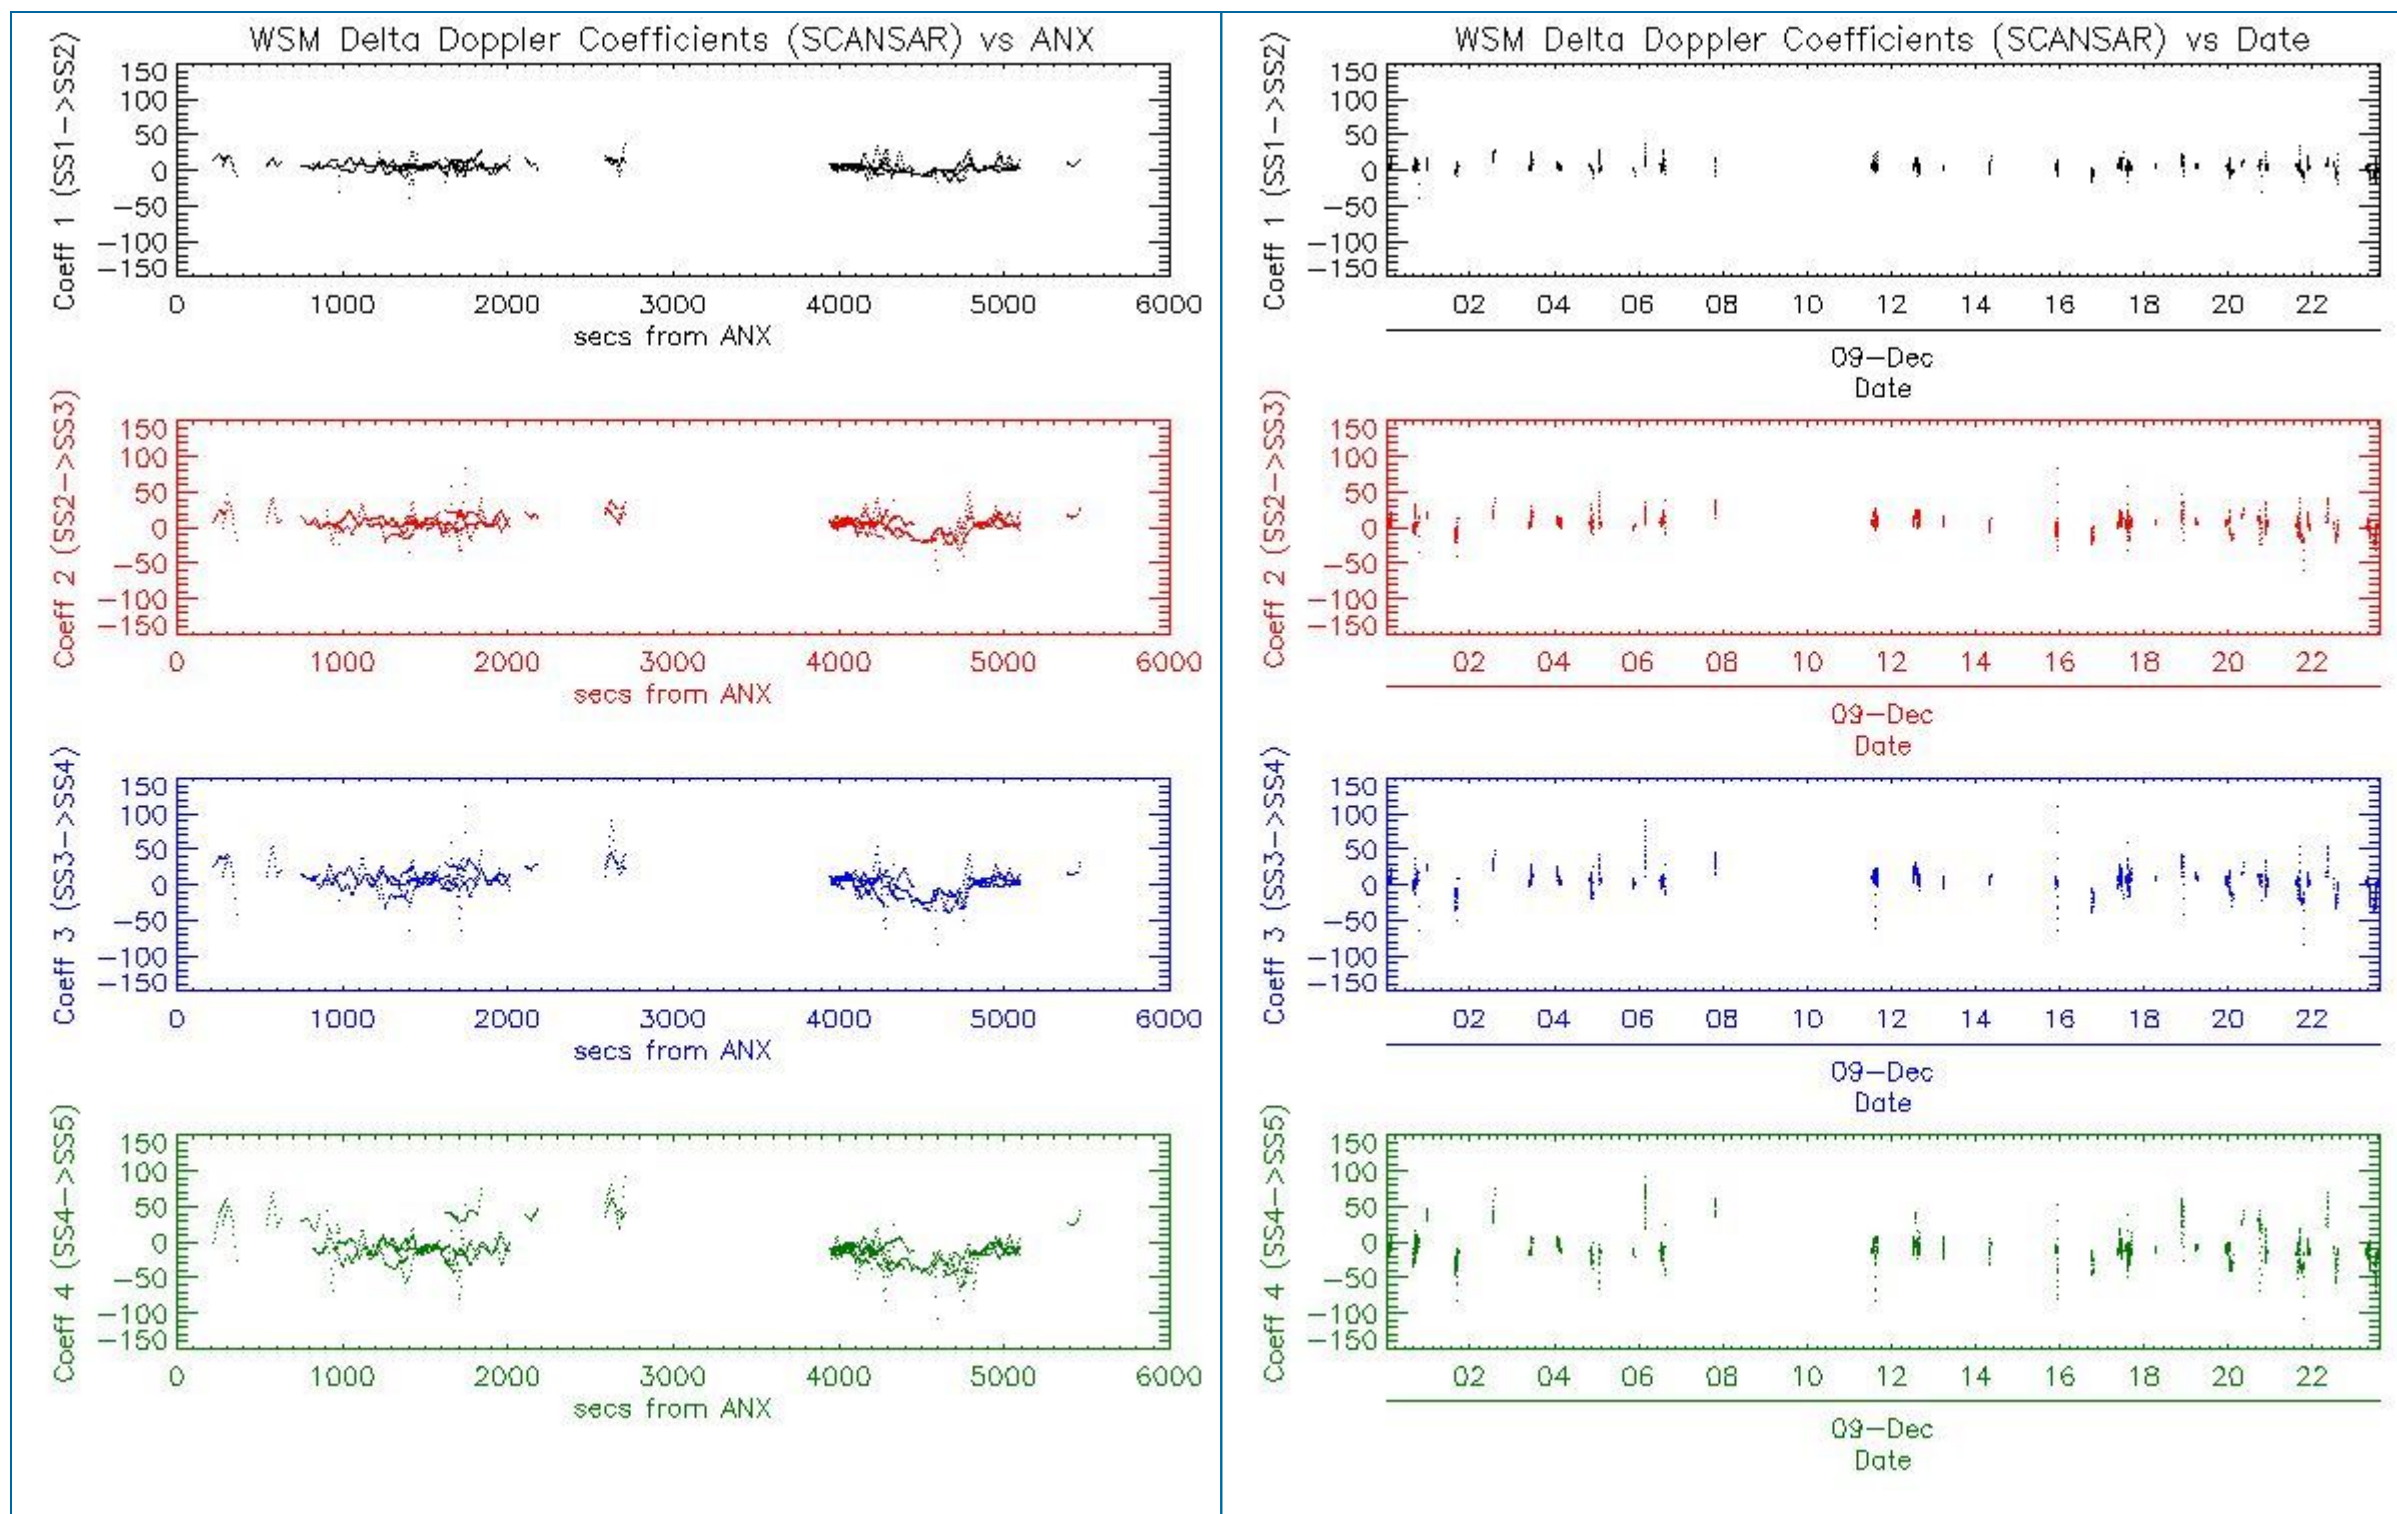 WSM Delta Doppler Coefficients (SCANSAR) vs ANX
Coeff 1 (SS1->SS2)
150
100
50
0
-50
-100
-150
0 1000 2000 3000 4000 5000 6000
secs from ANX
Coeff 2 (SS2->SS3)
150
100
50
0
-50
-100
-150
0 1000 2000 3000 4000 5000 6000
secs from ANX
Coeff 3 (SS3->SS4)
150
100
50
0
-50
-100
-150
0 1000 2000 3000 4000 5000 6000
secs from ANX
Coeff 4 (SS4->SS5)
150
100
50
0
-50
-100
-150
0 1000 2000 3000 4000 5000 6000
secs from ANX
WSM Delta Doppler Coefficients (SCANSAR) vs Date
Coeff 1 (SS1->SS2)
150
100
50
0
-50
-100
-150
02 04 06 08 10 12 14 16 18 20 22
09-Dec
Date
Coeff 2 (SS2->SS3)
150
100
50
0
-50
-100
-150
02 04 06 08 10 12 14 16 18 20 22
09-Dec
Date
Coeff 3 (SS3->SS4)
150
100
50
0
-50
-100
-150
02 04 06 08 10 12 14 16 18 20 22
09-Dec
Date
Coeff 4 (SS4->SS5)
150
100
50
0
-50
-100
-150
02 04 06 08 10 12 14 16 18 20 22
09-Dec
Date